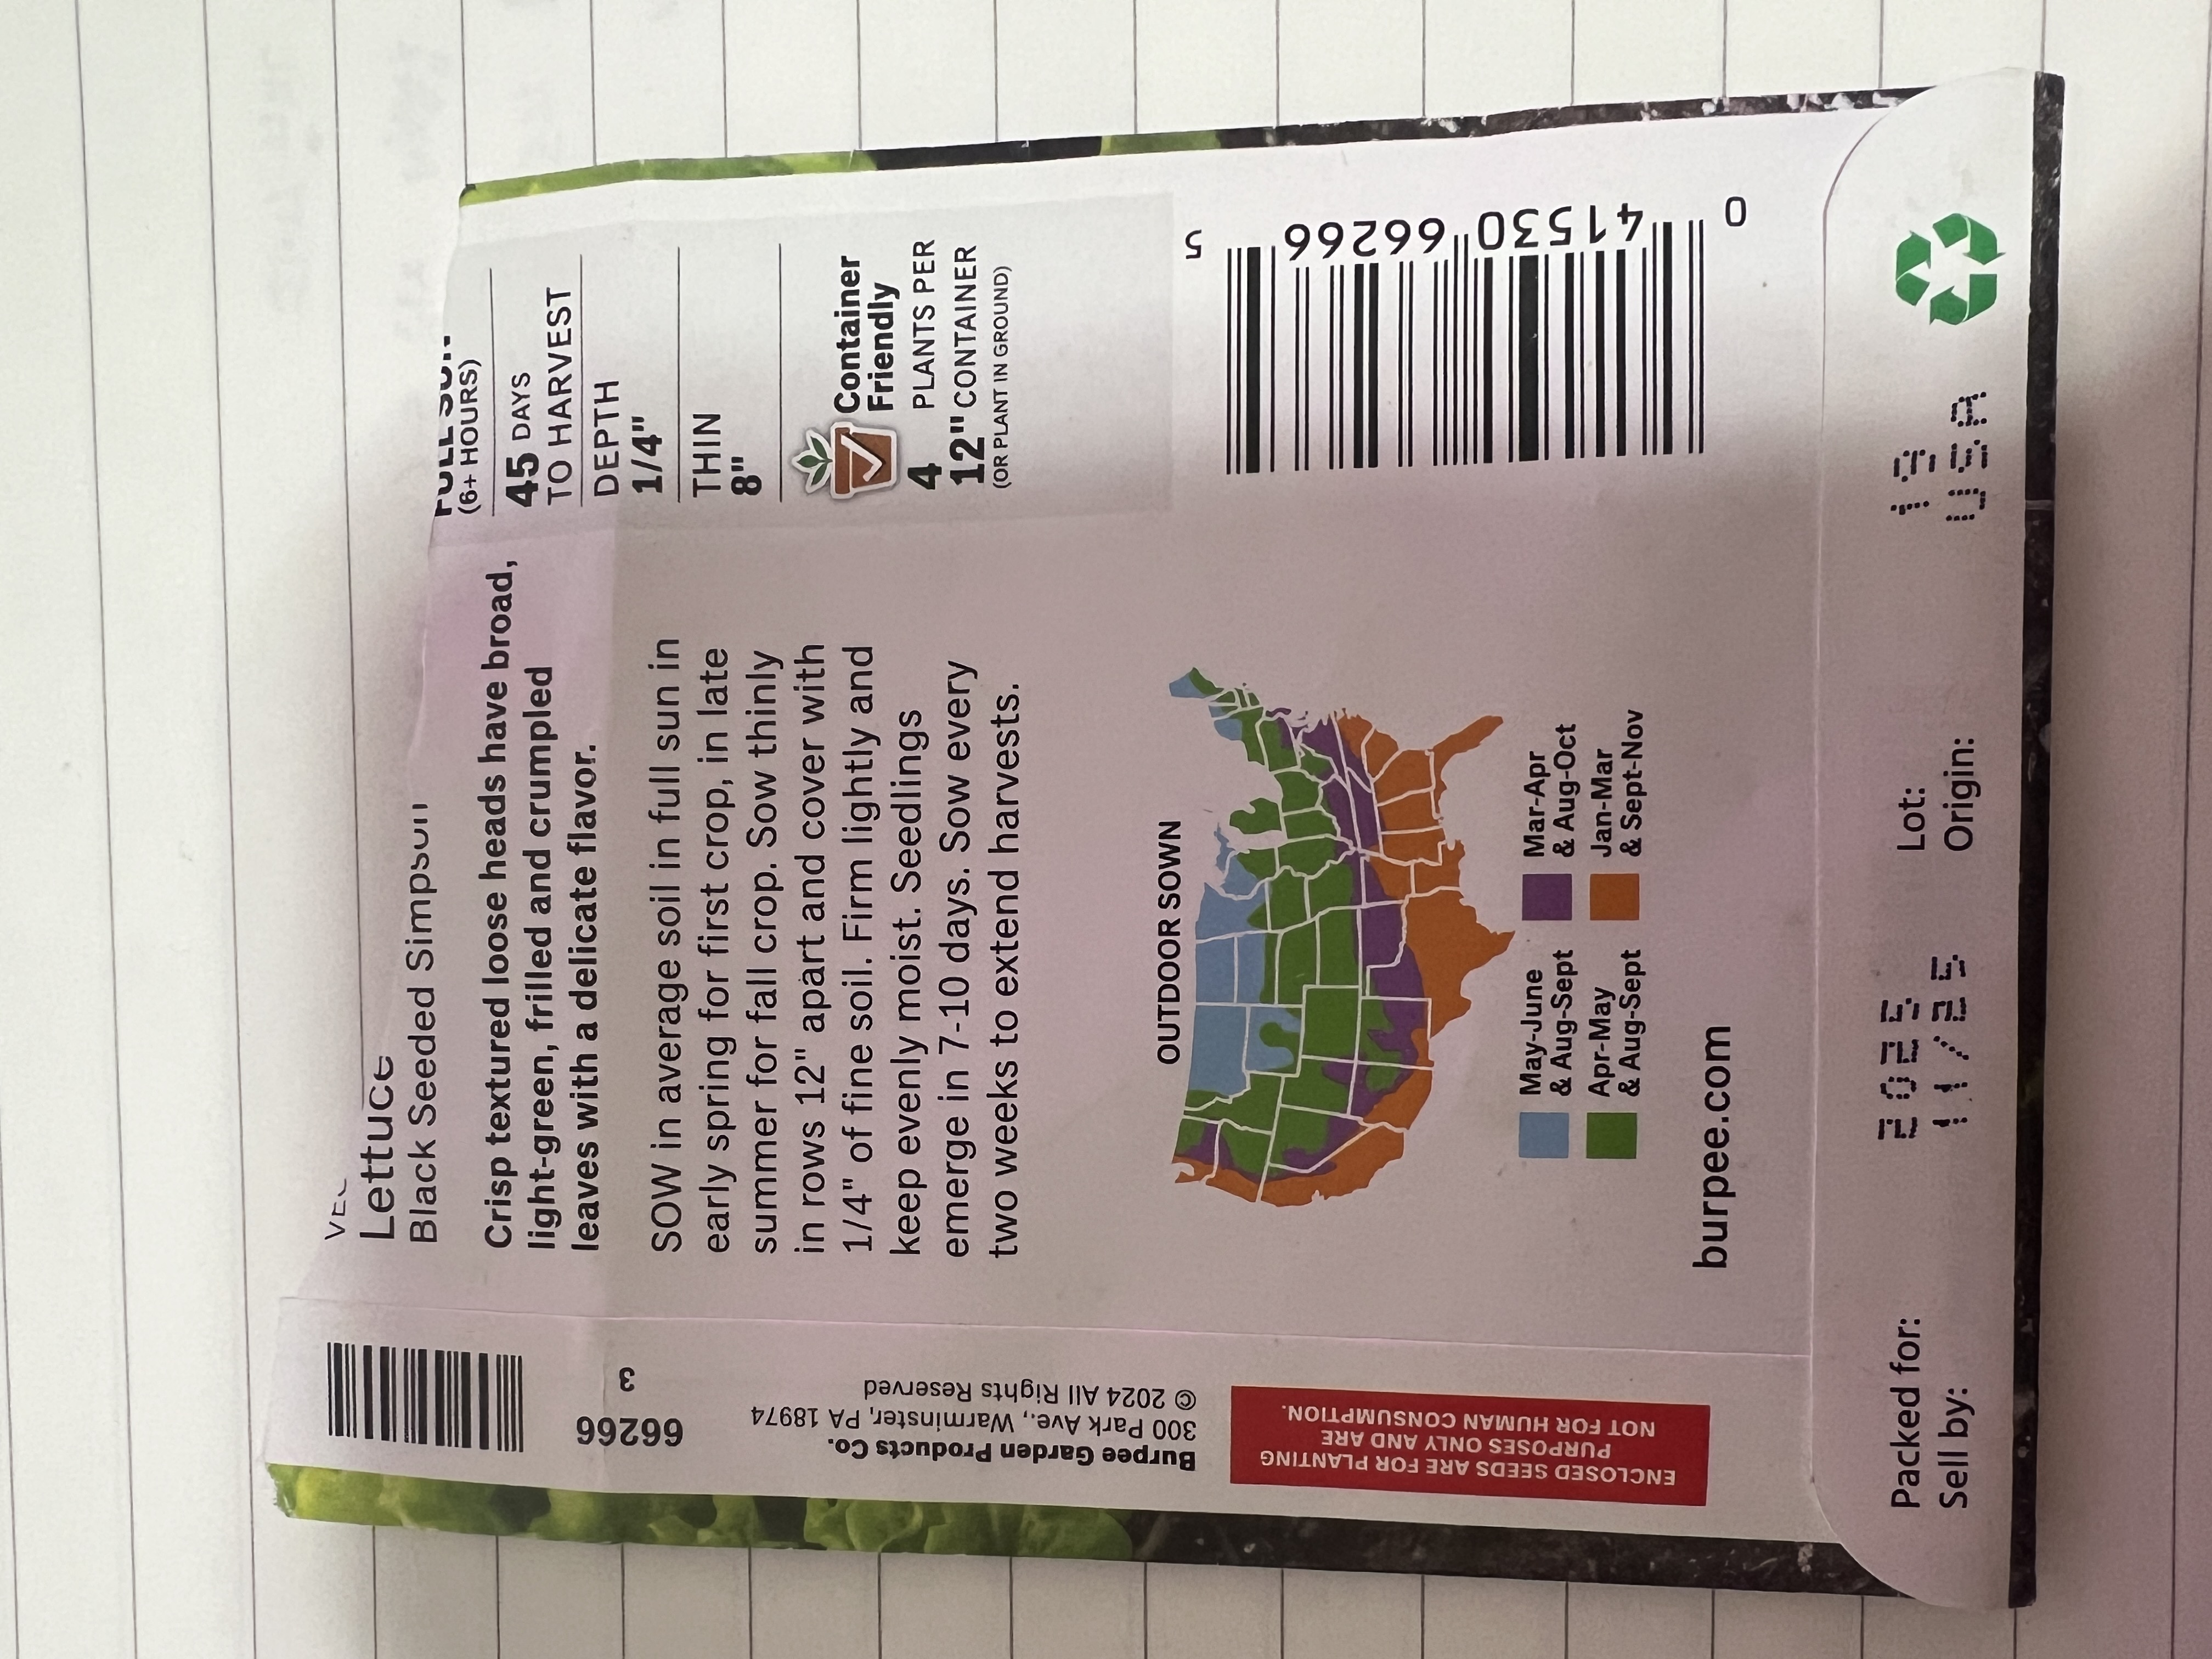 Lettuce
Black Seeded Simpson
Crisp textured loose heads have broad,
light-green, frilled and crumpled
leaves with a delicate flavor.
SOW in average soil in full sun in
early spring for first crop, in late
summer for fall crop. Sow thinly
in rows 12" apart and cover with
1/4" of fine soil. Firm lightly and
keep evenly moist. Seedlings
emerge in 7-10 days. Sow every
two weeks to extend harvests.
FULL SUN
(6+ HOURS)
45 DAYS
TO HARVEST
DEPTH
1/4"
THIN
8"
Container
Friendly
4 PLANTS PER
12" CONTAINER
(OR PLANT IN GROUND)
OUTDOOR SOWN
May-June
& Aug-Sept
Apr-May
& Aug-Sept
Mar-Apr
& Aug-Oct
Jan-Mar
& Sept-Nov
burpee.com
66266
3
Burpee Garden Products Co.
300 Park Ave., Warminster, PA 18974
© 2024 All Rights Reserved
ENCLOSED SEEDS ARE FOR PLANTING
PURPOSES ONLY AND ARE
NOT FOR HUMAN CONSUMPTION.
0 41530 66266 5
Packed for: 2025
Sell by: 11/25
Lot:
Origin: USA